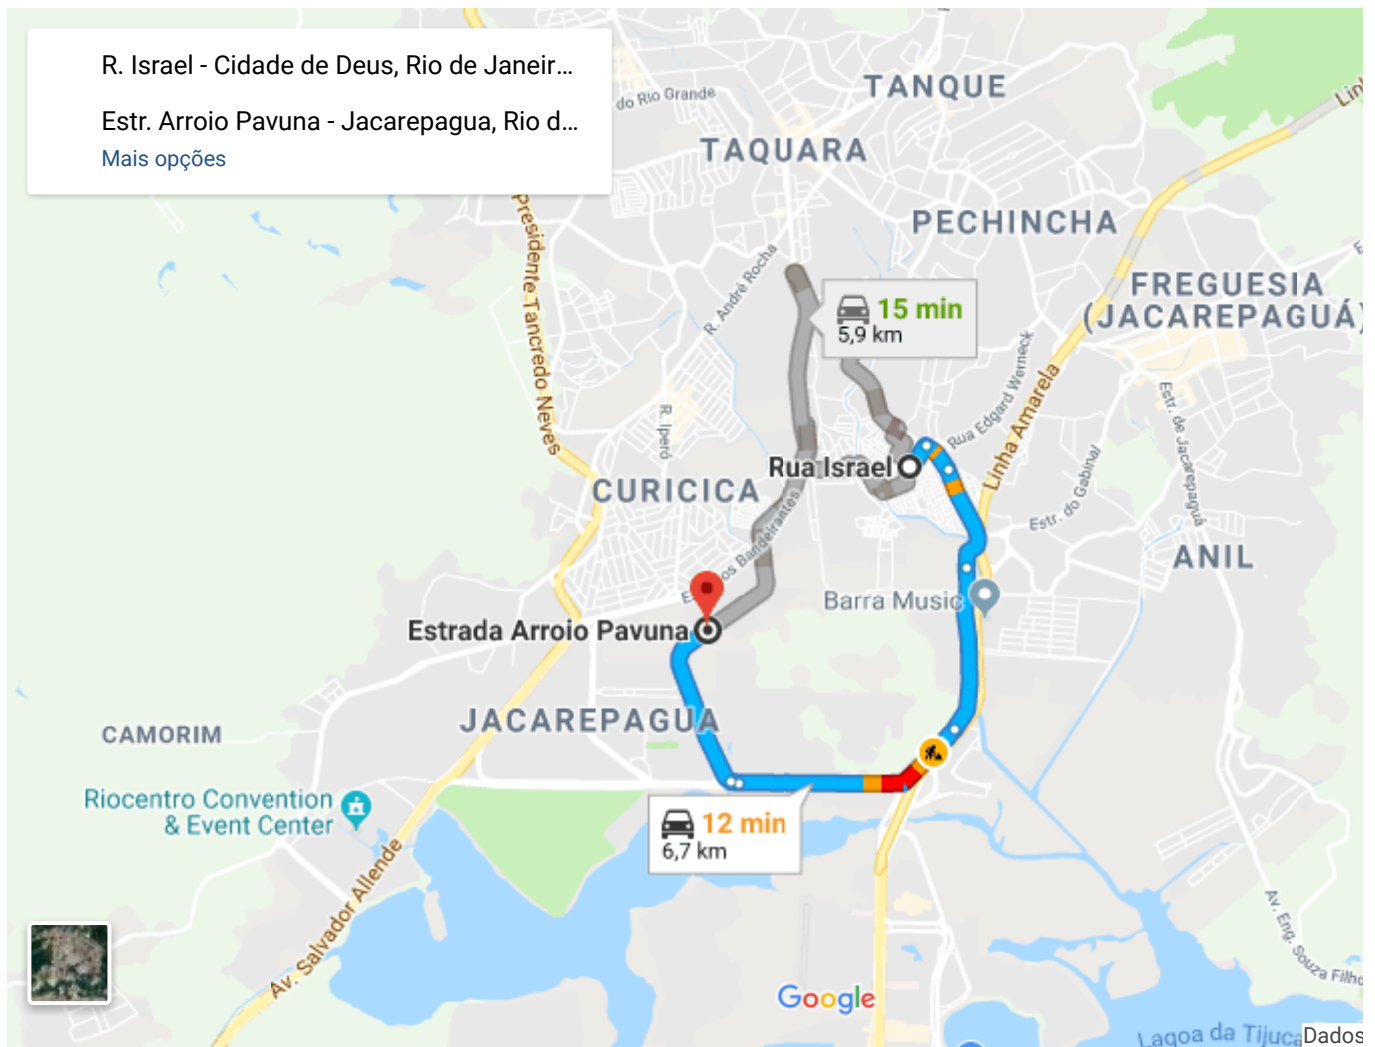 R. Israel - Cidade de Deus, Rio de Janeir...
Estr. Arroio Pavuna - Jacarepagua, Rio d...
Mais opções
do Rio Grande
TANQUE
TAQUARA
Linh
PECHINCHA
Presidente Tancredo Neves
R. André Rocha
FREGUESIA
(JACAREPAGUÁ)
15 min
5,9 km
Rua Edgard Werneck
Linha Amarela
Estr. de Jacarepaguá
R. Iperó
Rua Israel
CURICICA
Estr. do Gabinal
os Bandeirantes
ANIL
Barra Music
Estrada Arroio Pavuna
JACAREPAGUA
CAMORIM
Riocentro Convention
& Event Center
12 min
6,7 km
Av. Salvador Allende
Av. Eng. Souza Filho
Google
Lagoa da Tijuca
Dados